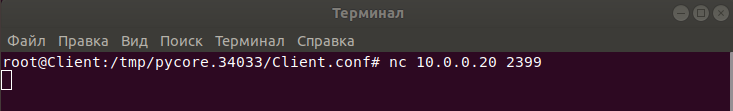 Терминал
Файл Правка Вид Поиск Терминал Справка
root@Client:/tmp/pycore.34033/Client.conf# nc 10.0.0.20 2399